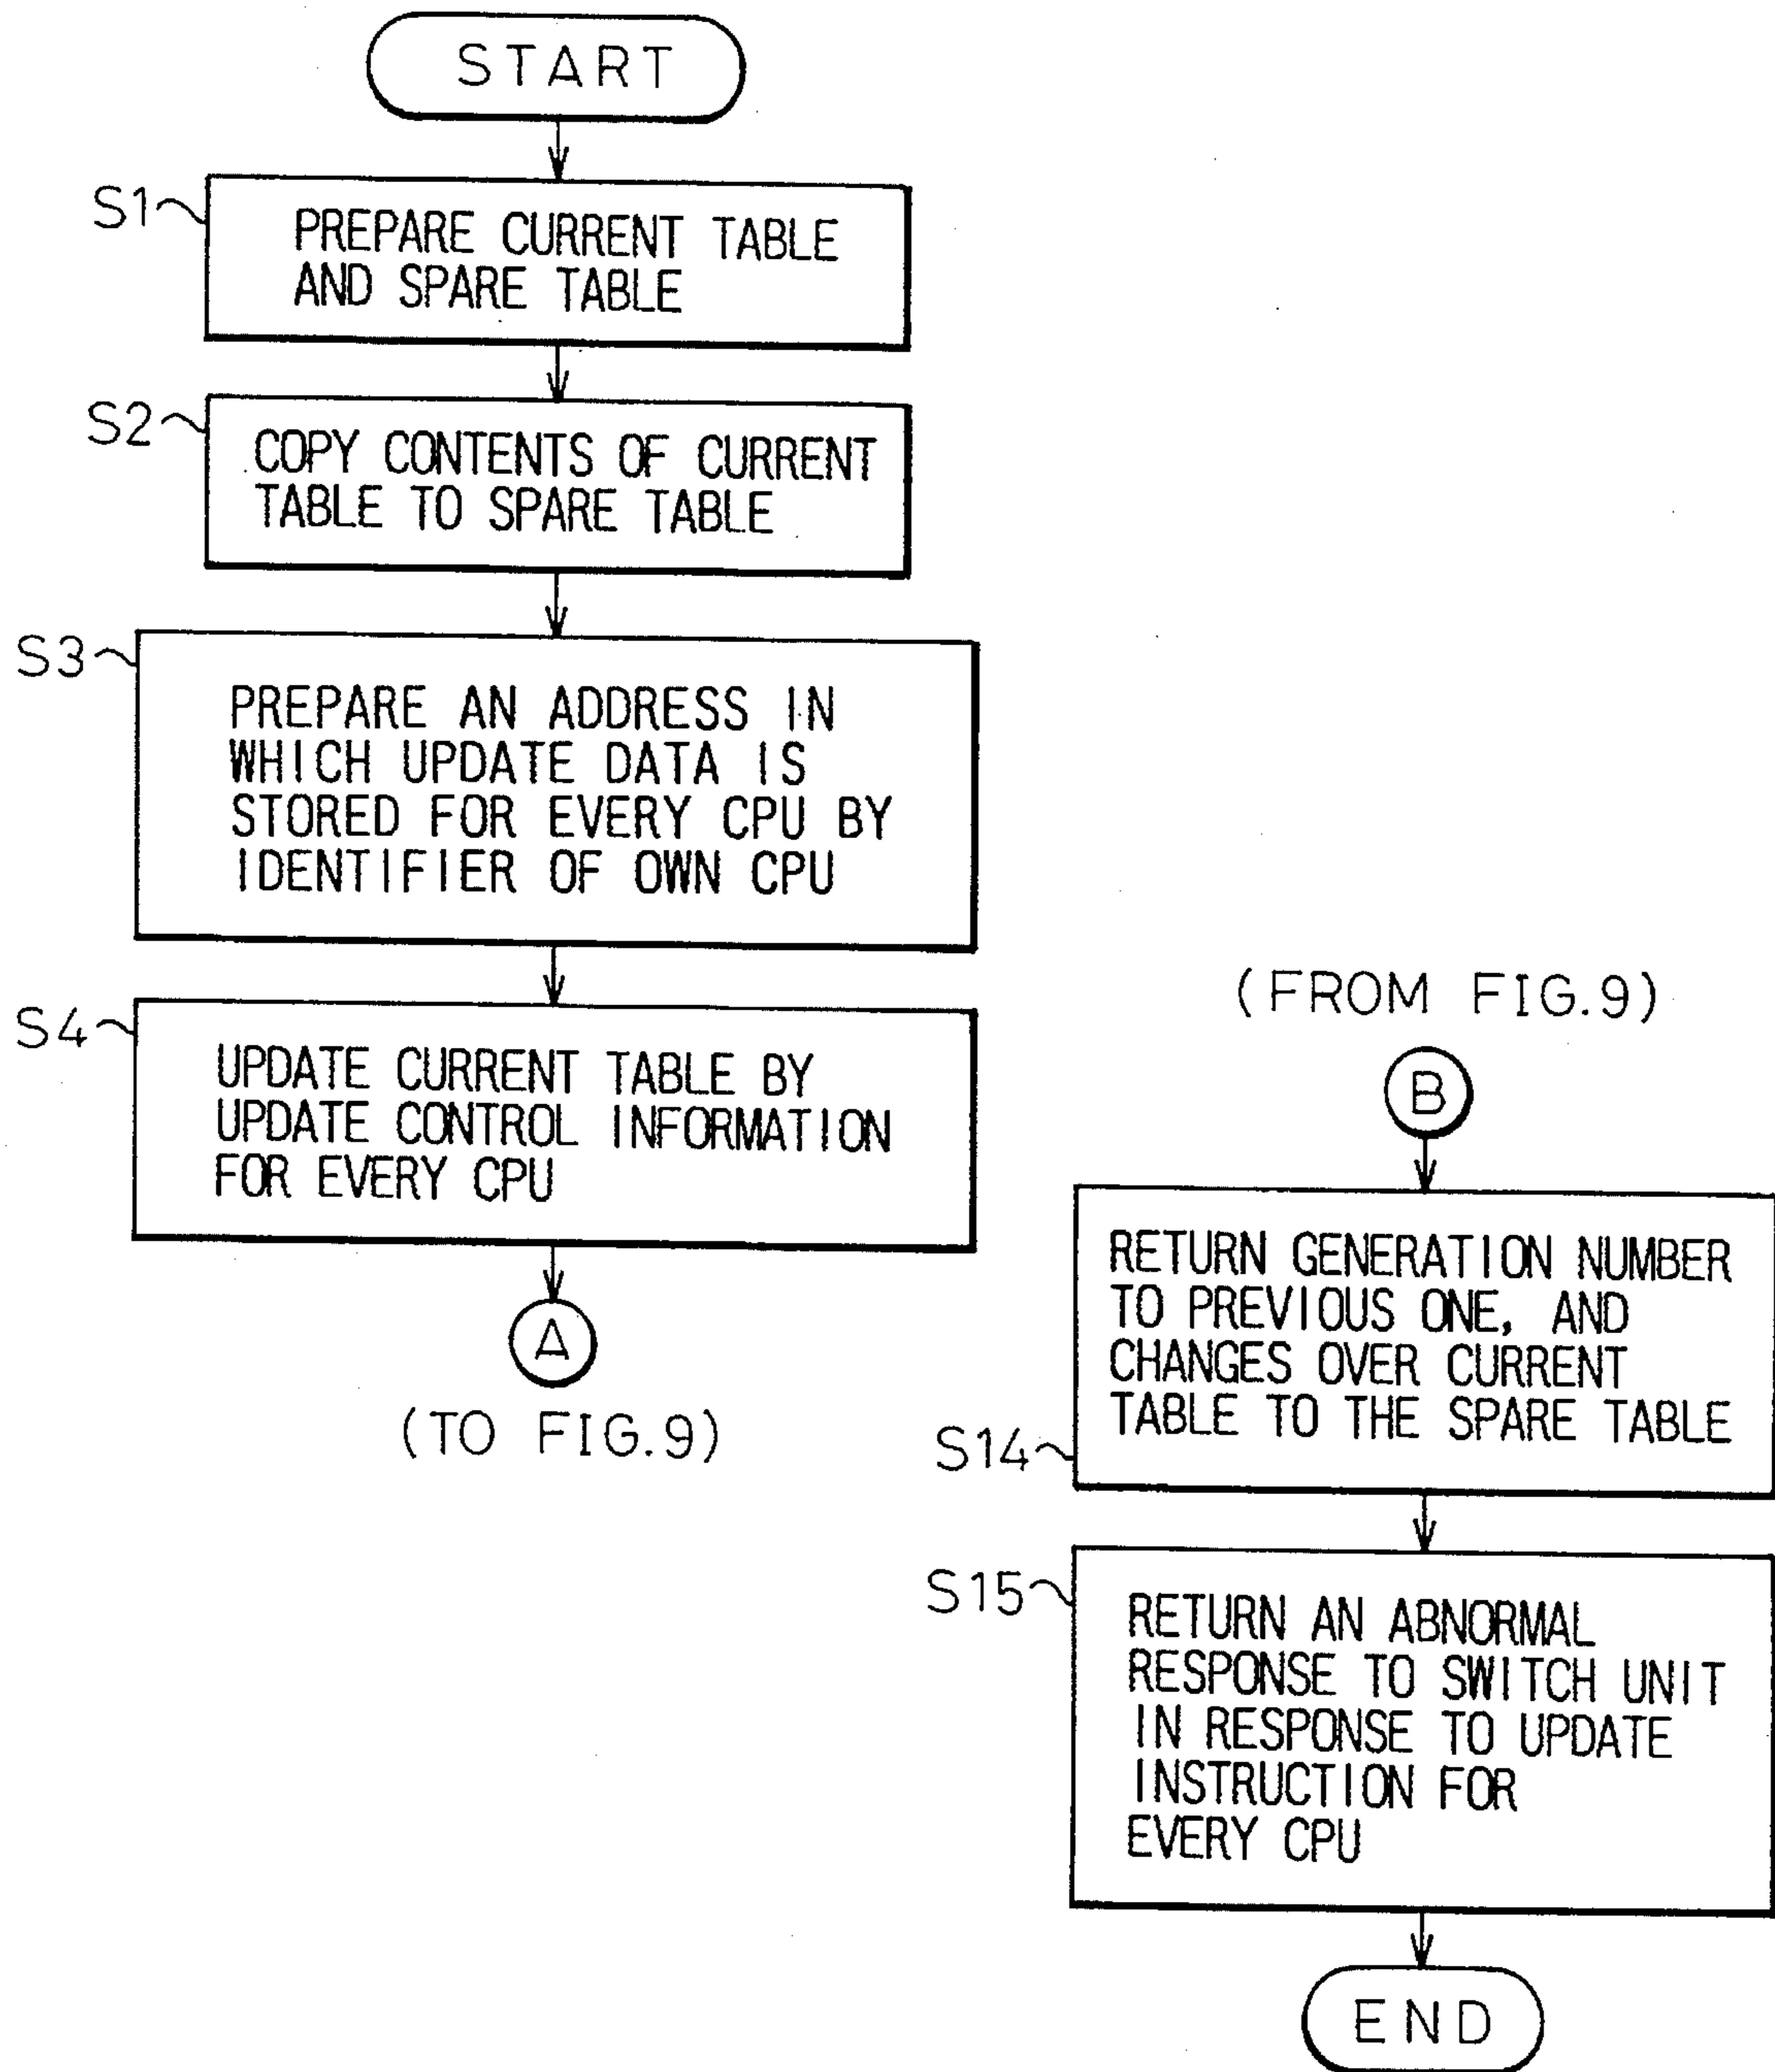 START
S1
PREPARE CURRENT TABLE
AND SPARE TABLE
S2
COPY CONTENTS OF CURRENT
TABLE TO SPARE TABLE
S3
PREPARE AN ADDRESS IN
WHICH UPDATE DATA IS
STORED FOR EVERY CPU BY
IDENTIFIER OF OWN CPU
S4
UPDATE CURRENT TABLE BY
UPDATE CONTROL INFORMATION
FOR EVERY CPU
A
(TO FIG.9)
(FROM FIG.9)
B
S14
RETURN GENERATION NUMBER
TO PREVIOUS ONE, AND
CHANGES OVER CURRENT
TABLE TO THE SPARE TABLE
S15
RETURN AN ABNORMAL
RESPONSE TO SWITCH UNIT
IN RESPONSE TO UPDATE
INSTRUCTION FOR
EVERY CPU
END